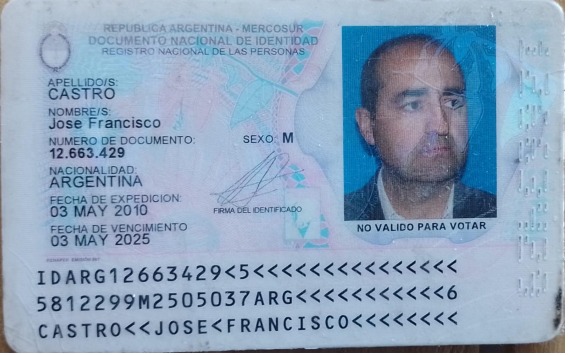 REPUBLICA ARGENTINA - MERCOSUR
DOCUMENTO NACIONAL DE IDENTIDAD
REGISTRO NACIONAL DE LAS PERSONAS
APELLIDO/S:
CASTRO
NOMBRE/S:
Jose Francisco
NUMERO DE DOCUMENTO: SEXO: M
12.663.429
NACIONALIDAD:
ARGENTINA
FECHA DE EXPEDICION:
03 MAY 2010
FIRMA DEL IDENTIFICADO
FECHA DE VENCIMIENTO
03 MAY 2025
NO VALIDO PARA VOTAR
IDARG12663429<5<<<<<<<<<<<<<<<
5812299M2505037ARG<<<<<<<<<<<6
CASTRO<<JOSE<FRANCISCO<<<<<<<<